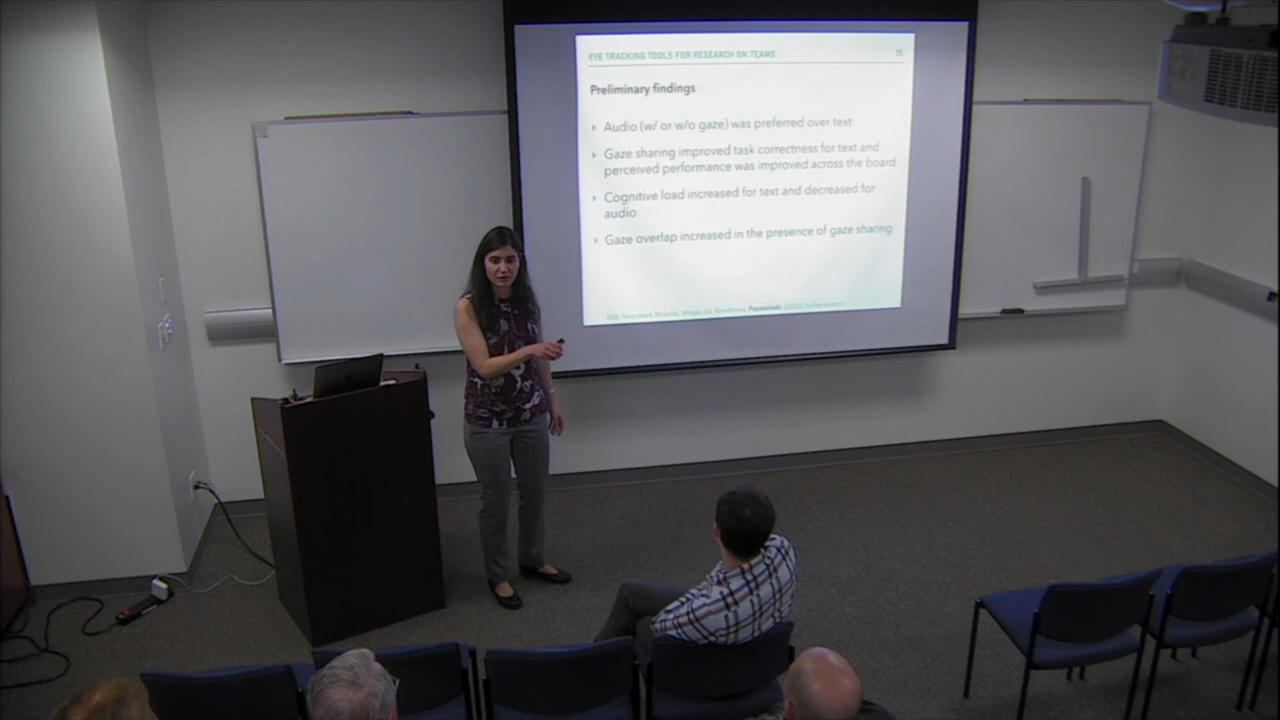 EYE TRACKING TOOLS FOR RESEARCH ON TEAMS
75
Preliminary findings
Audio (w/ or w/o gaze) was preferred over text
Gaze sharing improved task correctness for text and
perceived performance was improved across the board
Cognitive load increased for text and decreased for
audio
Gaze overlap increased in the presence of gaze sharing